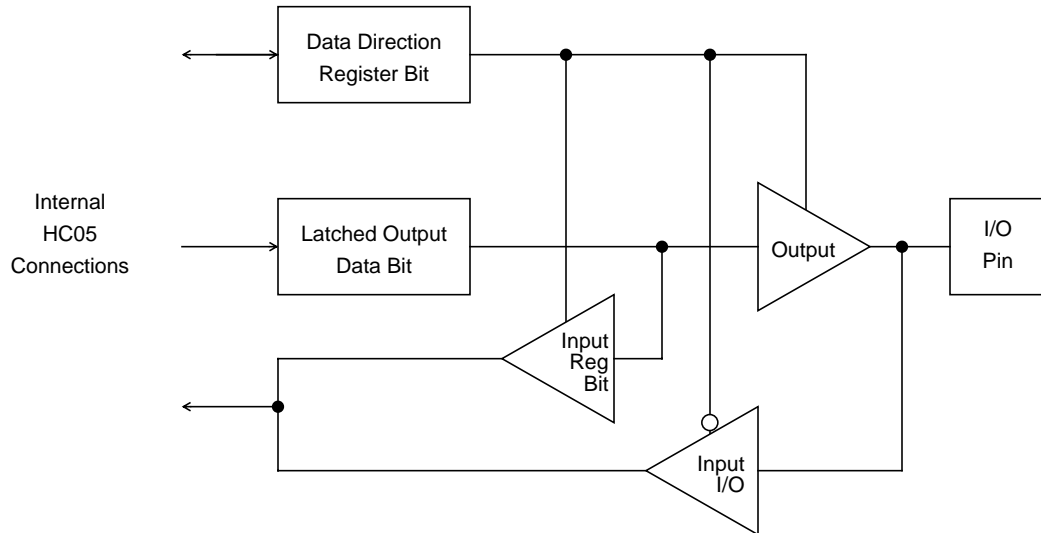 Data Direction
Register Bit
Internal
HC05
Connections
Latched Output
Data Bit
Output
I/O
Pin
Input
Reg
Bit
Input
I/O